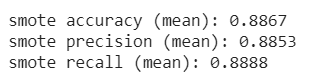 smote accuracy (mean): 0.8867
smote precision (mean): 0.8853
smote recall (mean): 0.8888